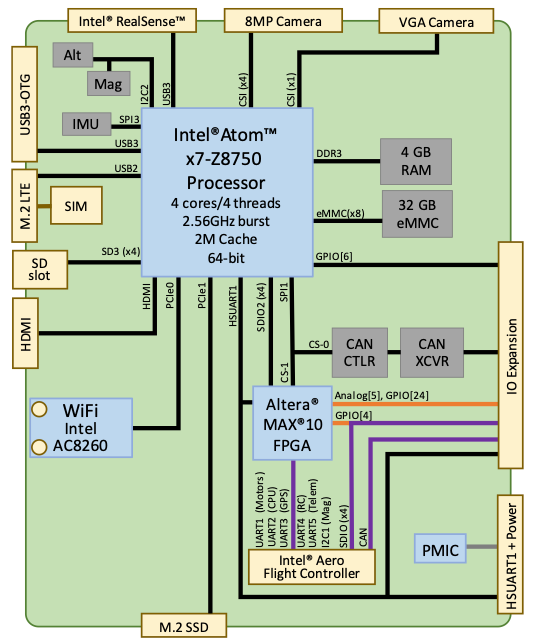 Intel® RealSense™
8MP Camera
VGA Camera
USB3-OTG
Alt
Mag
I2C2
USB3
CSI (x4)
CSI (x1)
IMU
SPI3
USB3
USB2
Intel®Atom™
x7-Z8750
Processor
4 cores/4 threads
2.56GHz burst
2M Cache
64-bit
DDR3
4 GB
RAM
M.2 LTE
SIM
eMMC(x8)
32 GB
eMMC
SD
slot
SD3 (x4)
GPIO[6]
HDMI
HDMI
PCIe0
PCIe1
HSUART1
SDIO2 (x4)
SPI1
CS-0
CS-1
CAN
CTLR
CAN
XCVR
IO Expansion
WiFi
Intel
AC8260
Altera®
MAX®10
FPGA
Analog[5], GPIO[24]
GPIO[4]
UART1 (Motors)
UART2 (CPU)
UART3 (GPS)
UART4 (RC)
UART5 (Telem)
I2C1 (Mag)
SDIO (x4)
CAN
Intel® Aero
Flight Controller
PMIC
HSUART1 + Power
M.2 SSD